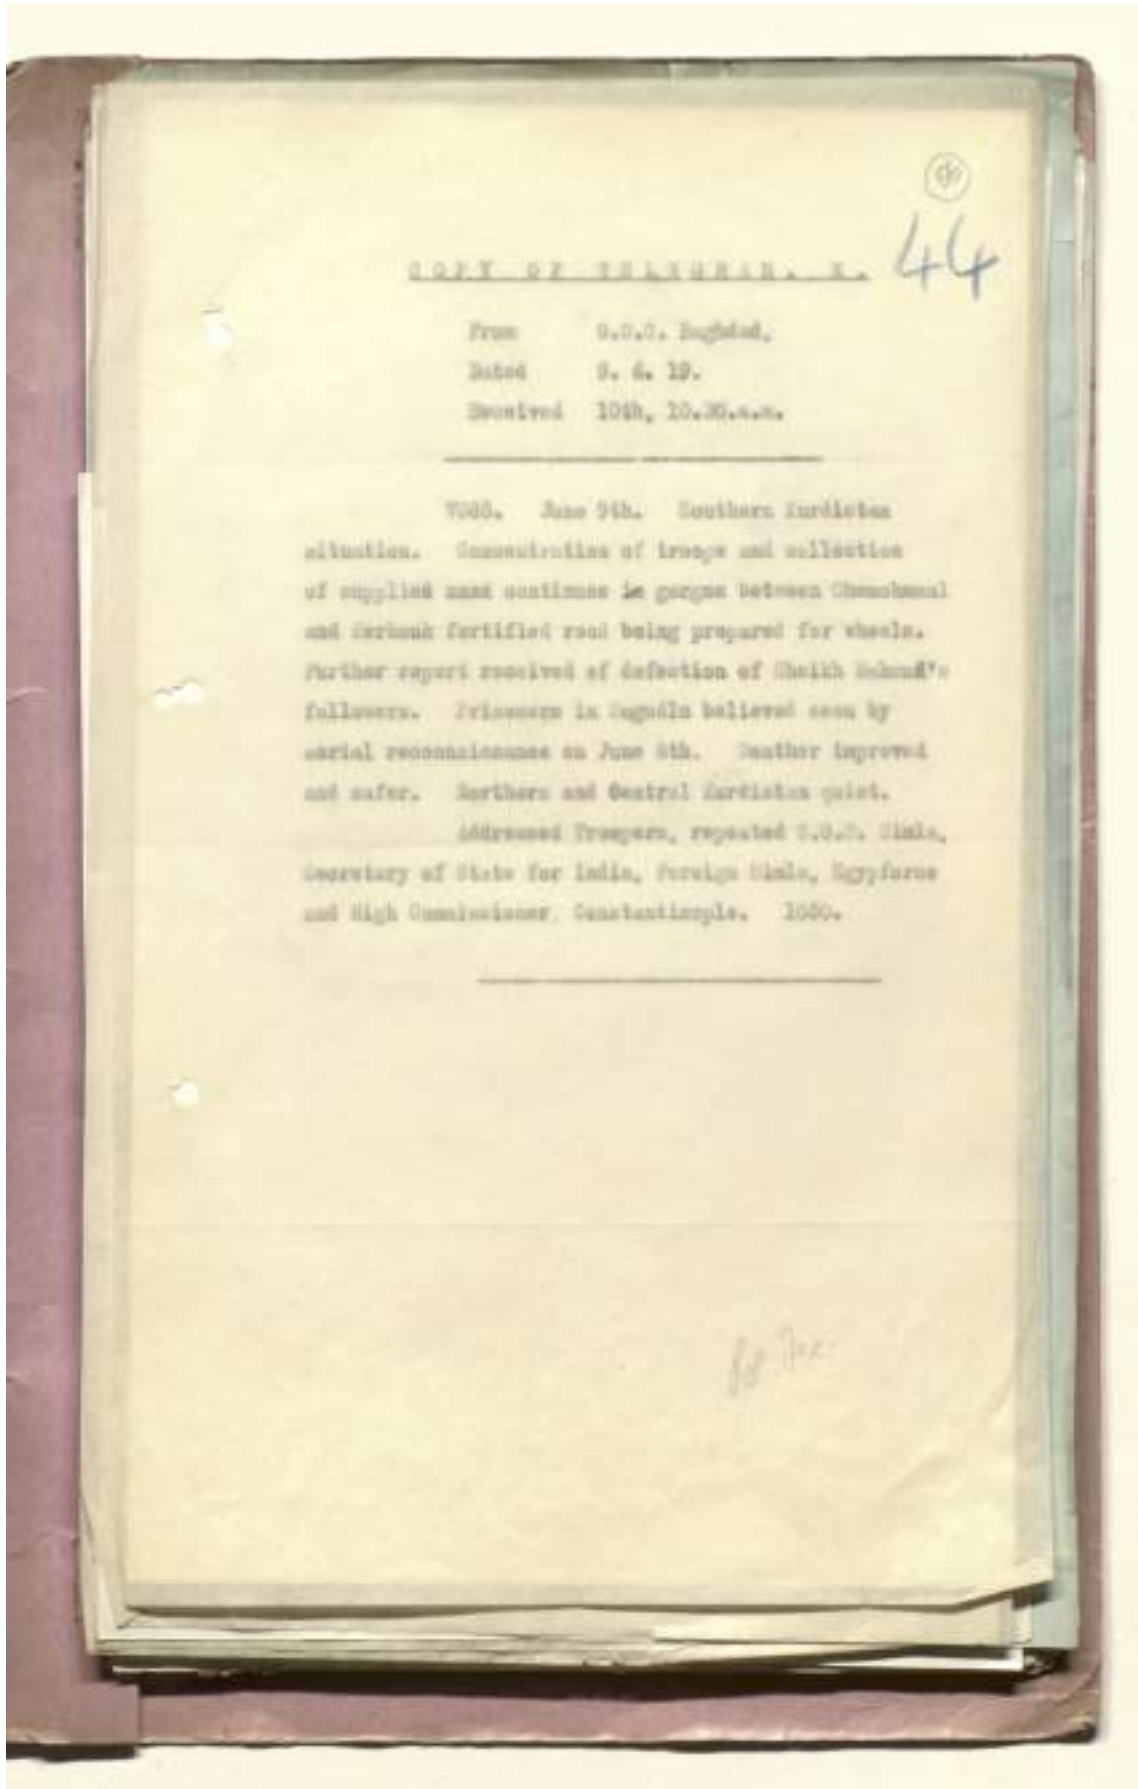 44
COPY OF TELEGRAM. X.
From G.O.C. Baghdad.
Dated 9. 6. 19.
Received 10th, 10.30.a.m.
June 9th. Southern Kurdistan
situation. Concentration of troops and collection
of supplies continues in gorges between
and fortified road being prepared for wheels.
Further report received of defection of Sheikh Mahmud's
followers. Prisoners in believed seen by
aerial reconnaissance on June 8th. Weather improved
and safer. Northern and Central Kurdistan quiet.
Addressed Troopers, repeated Simla,
Secretary of State for India, Foreign Simla, Egypforce
and High Commissioner, Constantinople.